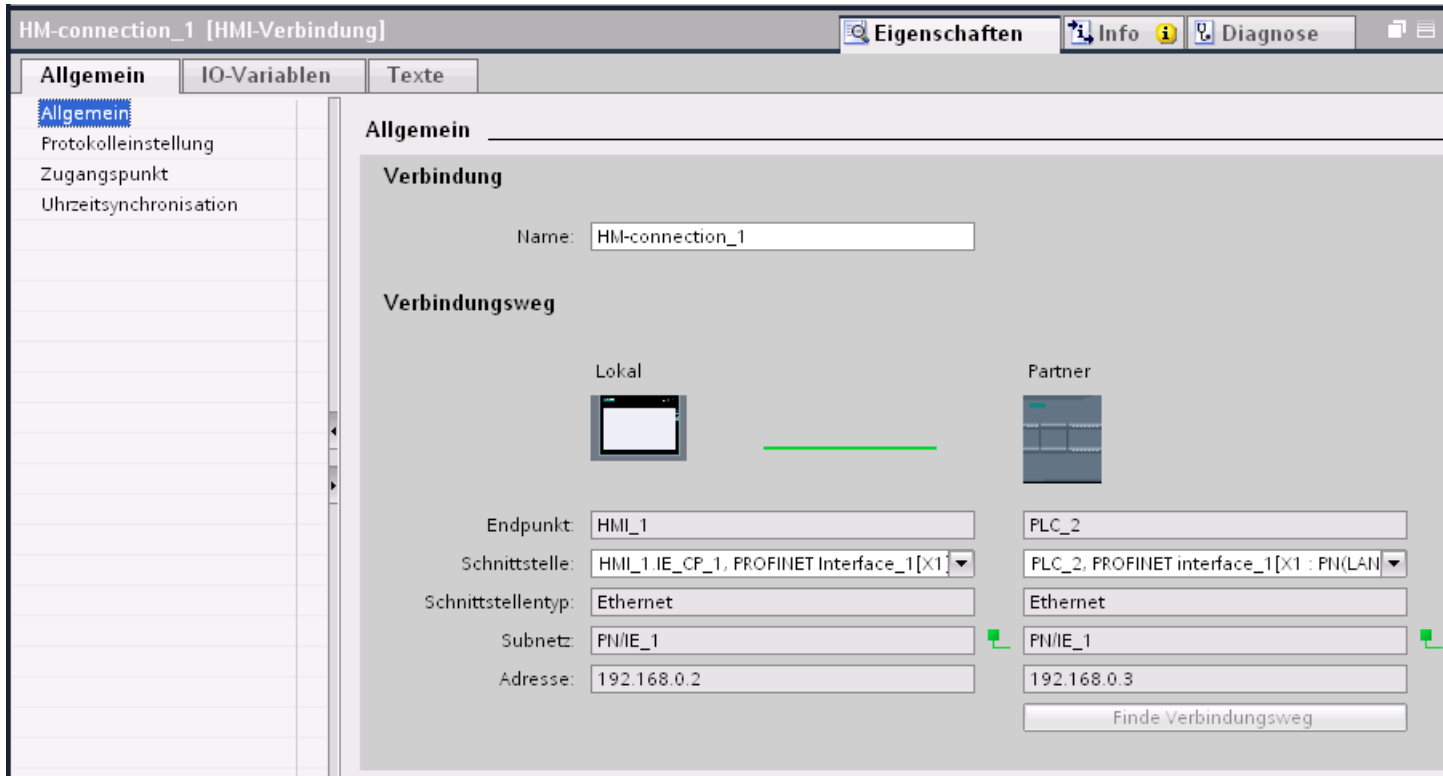 HM-connection_1 [HMI-Verbindung]
Eigenschaften
Info
Diagnose
Allgemein
IO-Variablen
Texte
Allgemein
Protokolleinstellung
Zugangspunkt
Uhrzeitsynchronisation
Allgemein
Verbindung
Name: HM-connection_1
Verbindungsweg
Lokal Partner
Endpunkt: HMI_1 PLC_2
Schnittstelle: HMI_1.IE_CP_1, PROFINET Interface_1[X1] PLC_2, PROFINET interface_1[X1 : PN(LAN
Schnittstellentyp: Ethernet Ethernet
Subnetz: PN/IE_1 PN/IE_1
Adresse: 192.168.0.2 192.168.0.3
Finde Verbindungsweg